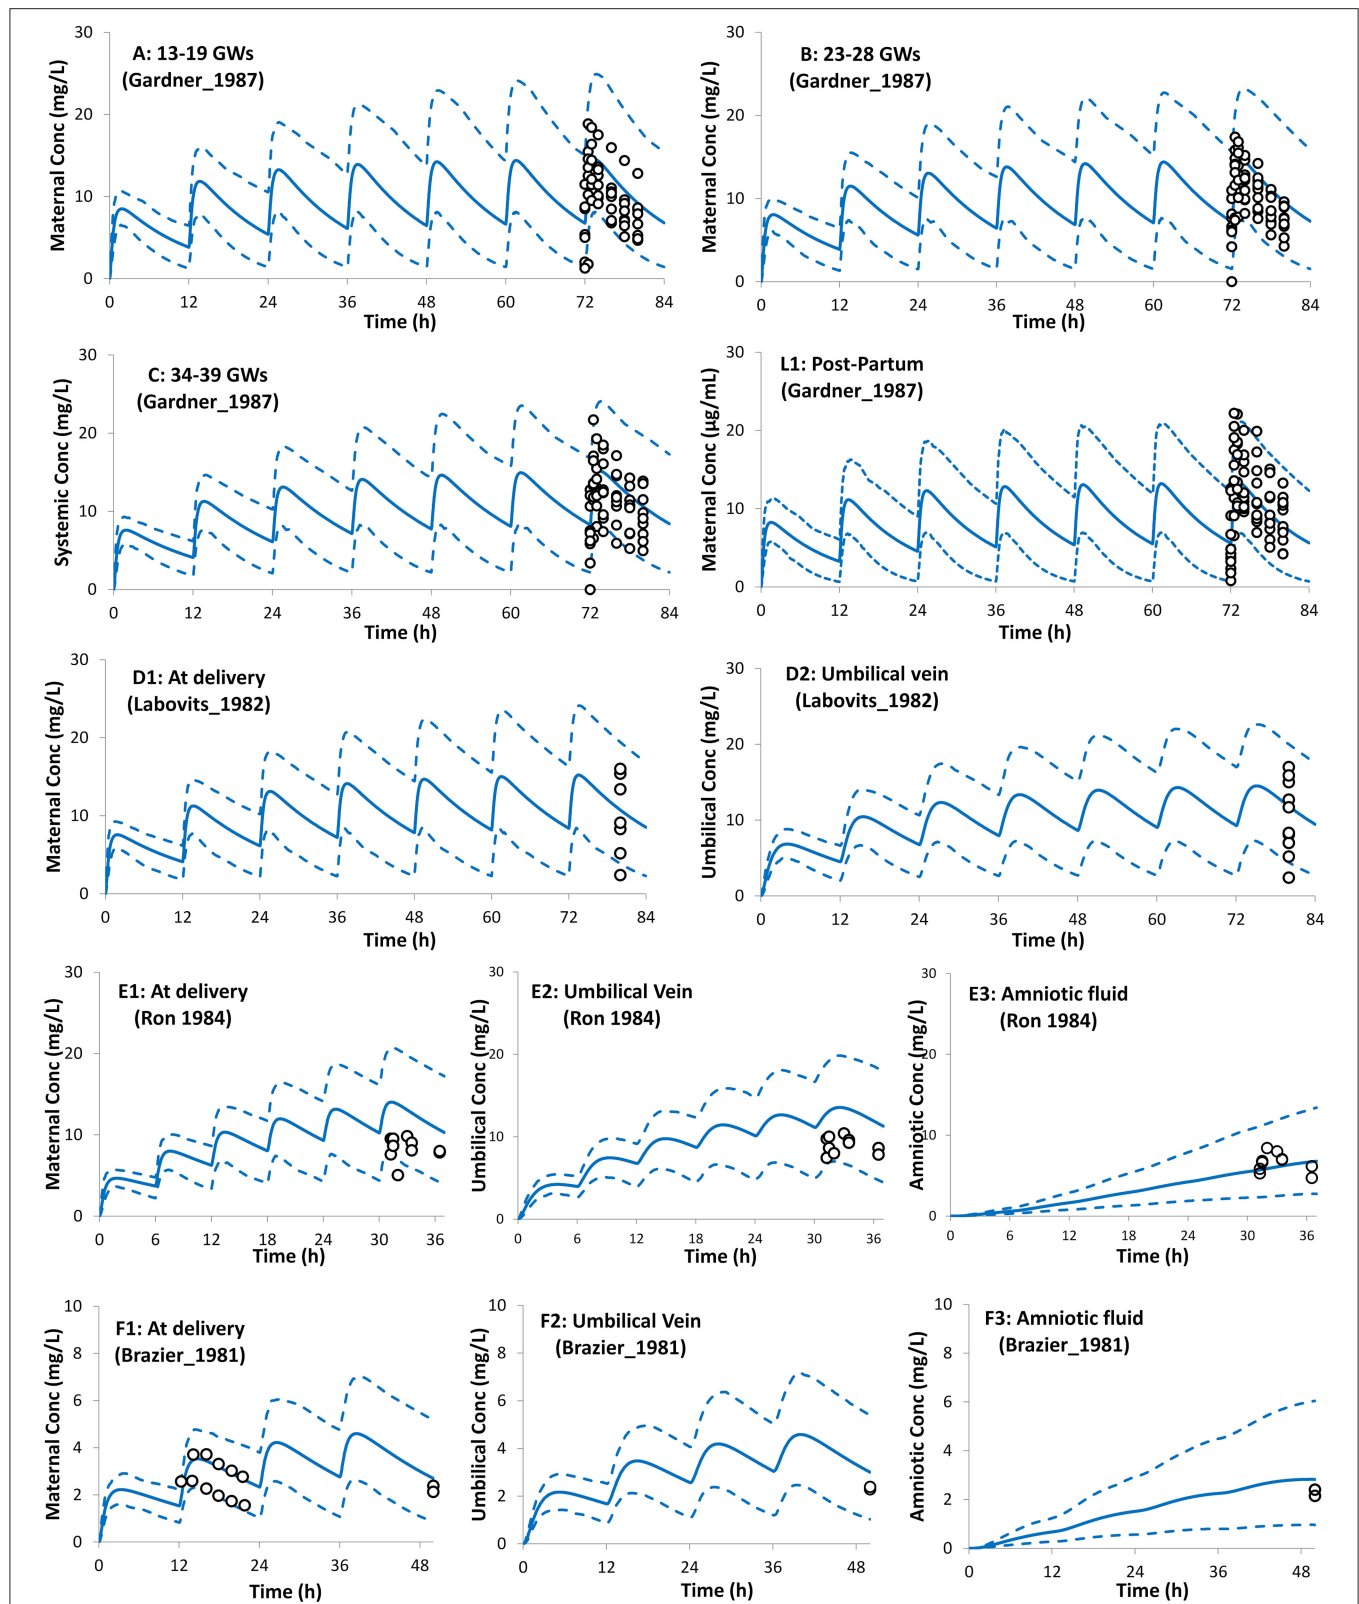 A: 13-19 GWs
(Gardner_1987)
Maternal Conc (mg/L)
30
20
10
0
0 12 24 36 48 60 72 84
Time (h)
B: 23-28 GWs
(Gardner_1987)
Maternal Conc (mg/L)
30
20
10
0
0 12 24 36 48 60 72 84
Time (h)
C: 34-39 GWs
(Gardner_1987)
Systemic Conc (mg/L)
30
20
10
0
0 12 24 36 48 60 72 84
Time (h)
L1: Post-Partum
(Gardner_1987)
Maternal Conc (µg/mL)
30
20
10
0
0 12 24 36 48 60 72 84
Time (h)
D1: At delivery
(Labovits_1982)
Maternal Conc (mg/L)
30
20
10
0
0 12 24 36 48 60 72 84
Time (h)
D2: Umbilical vein
(Labovits_1982)
Umbilical Conc (mg/L)
30
20
10
0
0 12 24 36 48 60 72 84
Time (h)
E1: At delivery
(Ron 1984)
Maternal Conc (mg/L)
30
20
10
0
0 6 12 18 24 30 36
Time (h)
E2: Umbilical Vein
(Ron 1984)
Umbilical Conc (mg/L)
30
20
10
0
0 6 12 18 24 30 36
Time (h)
E3: Amniotic fluid
(Ron 1984)
Amniotic Conc (mg/L)
30
20
10
0
0 6 12 18 24 30 36
Time (h)
F1: At delivery
(Brazier_1981)
Maternal Conc (mg/L)
10
8
6
4
2
0
0 12 24 36 48
Time (h)
F2: Umbilical Vein
(Brazier_1981)
Umbilical Conc (mg/L)
10
8
6
4
2
0
0 12 24 36 48
Time (h)
F3: Amniotic fluid
(Brazier_1981)
Amniotic Conc (mg/L)
10
8
6
4
2
0
0 12 24 36 48
Time (h)